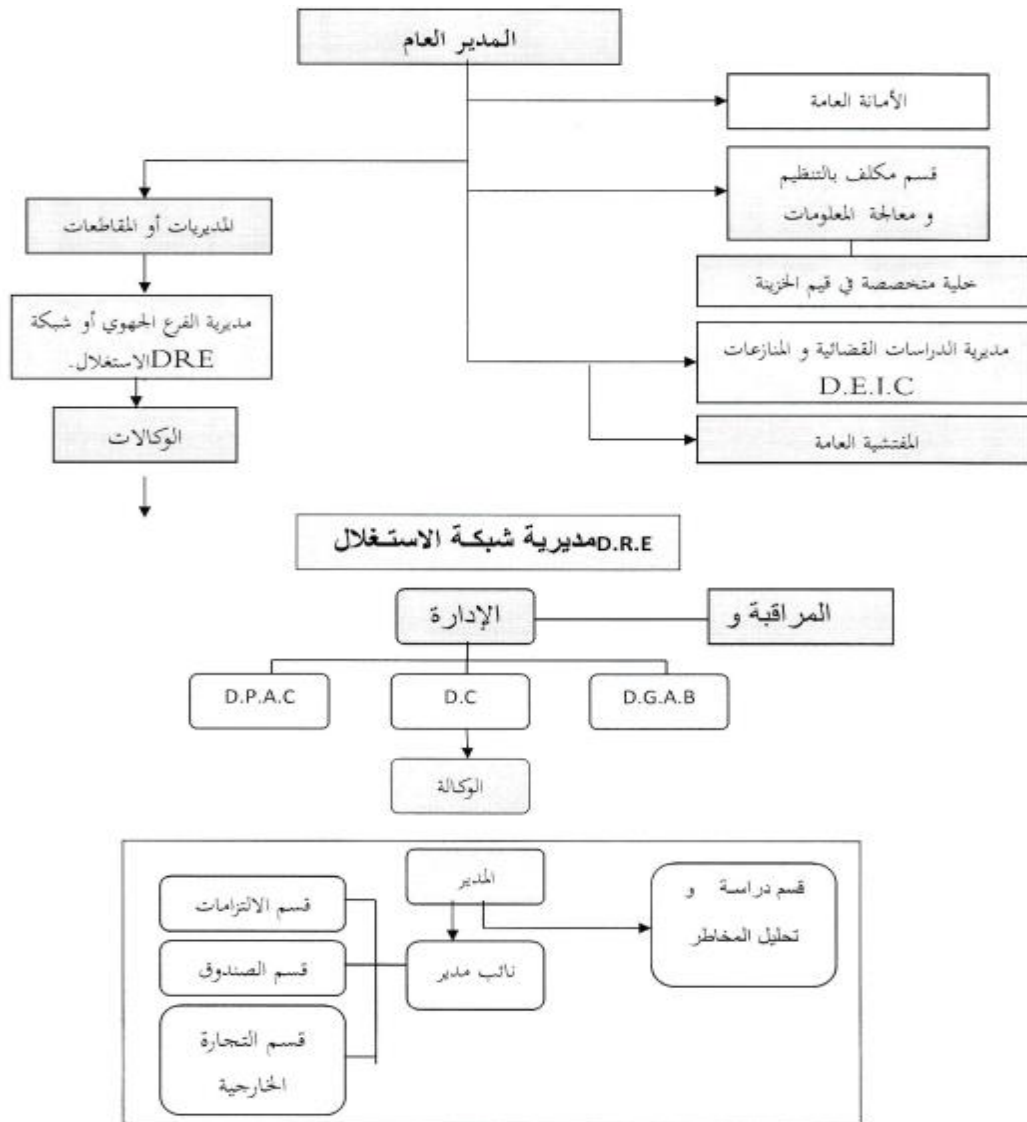 المدير العام
الأمانة العامة
قسم مكلف بالتنظيم
و معالجة المعلومات
المديريات أو المقاطعات
خلية متخصصة في قيم الخزينة
مديرية الفرع الجهوي أو شبكة
DREالاستغلال.
مديرية الدراسات القضائية و المنازعات
D.E.I.C
الوكالات
المفتشية العامة
D.R.Eمديرية شبكة الاستغلال
الإدارة
المراقبة و
D.P.A.C
D.C
D.G.A.B
الوكالة
المدير
قسم دراسة و
تحليل المخاطر
قسم الالتزامات
نائب مدير
قسم الصندوق
قسم التجارة
الخارجية